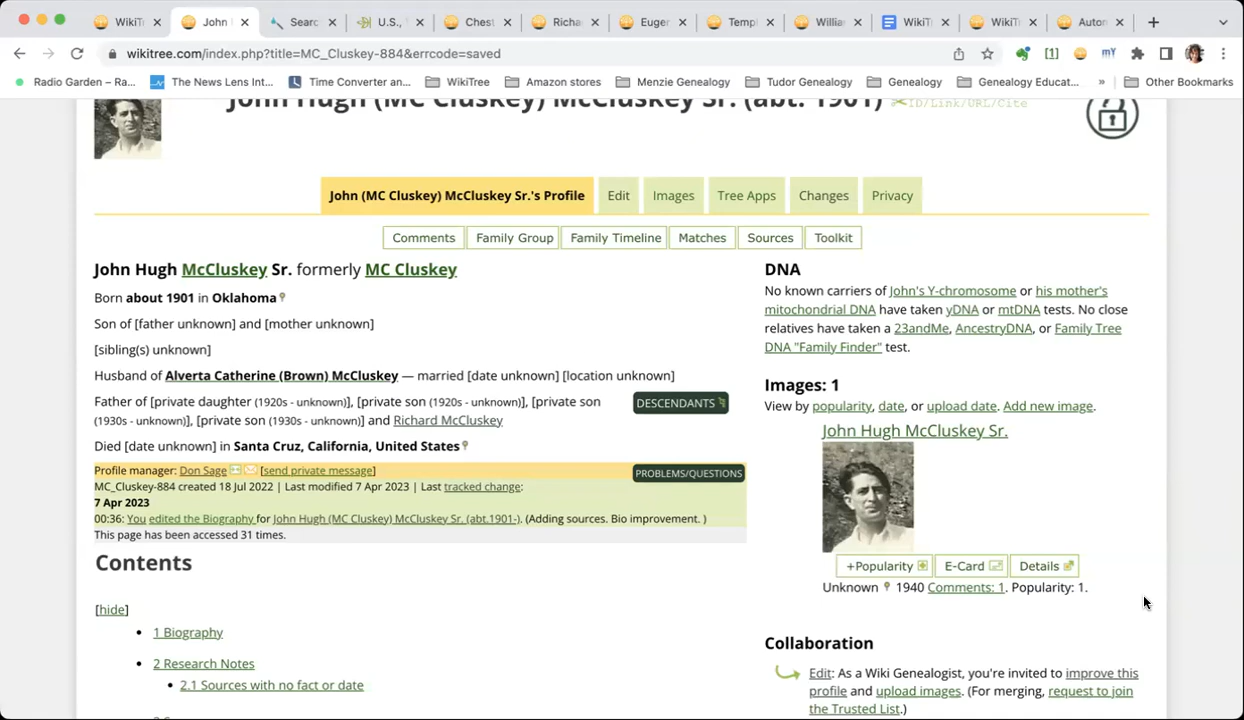 WikiTr
John I
Searc
U.S.,
Chest
Richa
Euger
Templ
Willia
WikiT
WikiTr
Auton
wikitree.com/index.php?title=MC_Cluskey-884&errcode=saved
Radio Garden – Ra...
The News Lens Int...
Time Converter an...
WikiTree
Amazon stores
Menzie Genealogy
Tudor Genealogy
Genealogy
Genealogy Educat...
»
Other Bookmarks
John Hugh (MC Cluskey) McCluskey Sr. (abt. 1901)
ID/Link/URL/Cite
John (MC Cluskey) McCluskey Sr.'s Profile
Edit
Images
Tree Apps
Changes
Privacy
Comments
Family Group
Family Timeline
Matches
Sources
Toolkit
John Hugh McCluskey Sr. formerly MC Cluskey
Born about 1901 in Oklahoma
Son of [father unknown] and [mother unknown]
[sibling(s) unknown]
Husband of Alverta Catherine (Brown) McCluskey — married [date unknown] [location unknown]
DESCENDANTS
Father of [private daughter (1920s - unknown)], [private son (1920s - unknown)], [private son
(1930s - unknown)], [private son (1930s - unknown)] and Richard McCluskey
Died [date unknown] in Santa Cruz, California, United States
Profile manager: Don Sage [send private message]
PROBLEMS/QUESTIONS
MC_Cluskey-884 created 18 Jul 2022 | Last modified 7 Apr 2023 | Last tracked change:
7 Apr 2023
00:36: You edited the Biography for John Hugh (MC Cluskey) McCluskey Sr. (abt.1901-). (Adding sources. Bio improvement. )
This page has been accessed 31 times.
Contents
[hide]
1 Biography
2 Research Notes
2.1 Sources with no fact or date
DNA
No known carriers of John's Y-chromosome or his mother's
mitochondrial DNA have taken yDNA or mtDNA tests. No close
relatives have taken a 23andMe, AncestryDNA, or Family Tree
DNA "Family Finder" test.
Images: 1
View by popularity, date, or upload date. Add new image.
John Hugh McCluskey Sr.
+Popularity
E-Card
Details
Unknown 1940 Comments: 1. Popularity: 1.
Collaboration
Edit: As a Wiki Genealogist, you're invited to improve this
profile and upload images. (For merging, request to join
the Trusted List.)